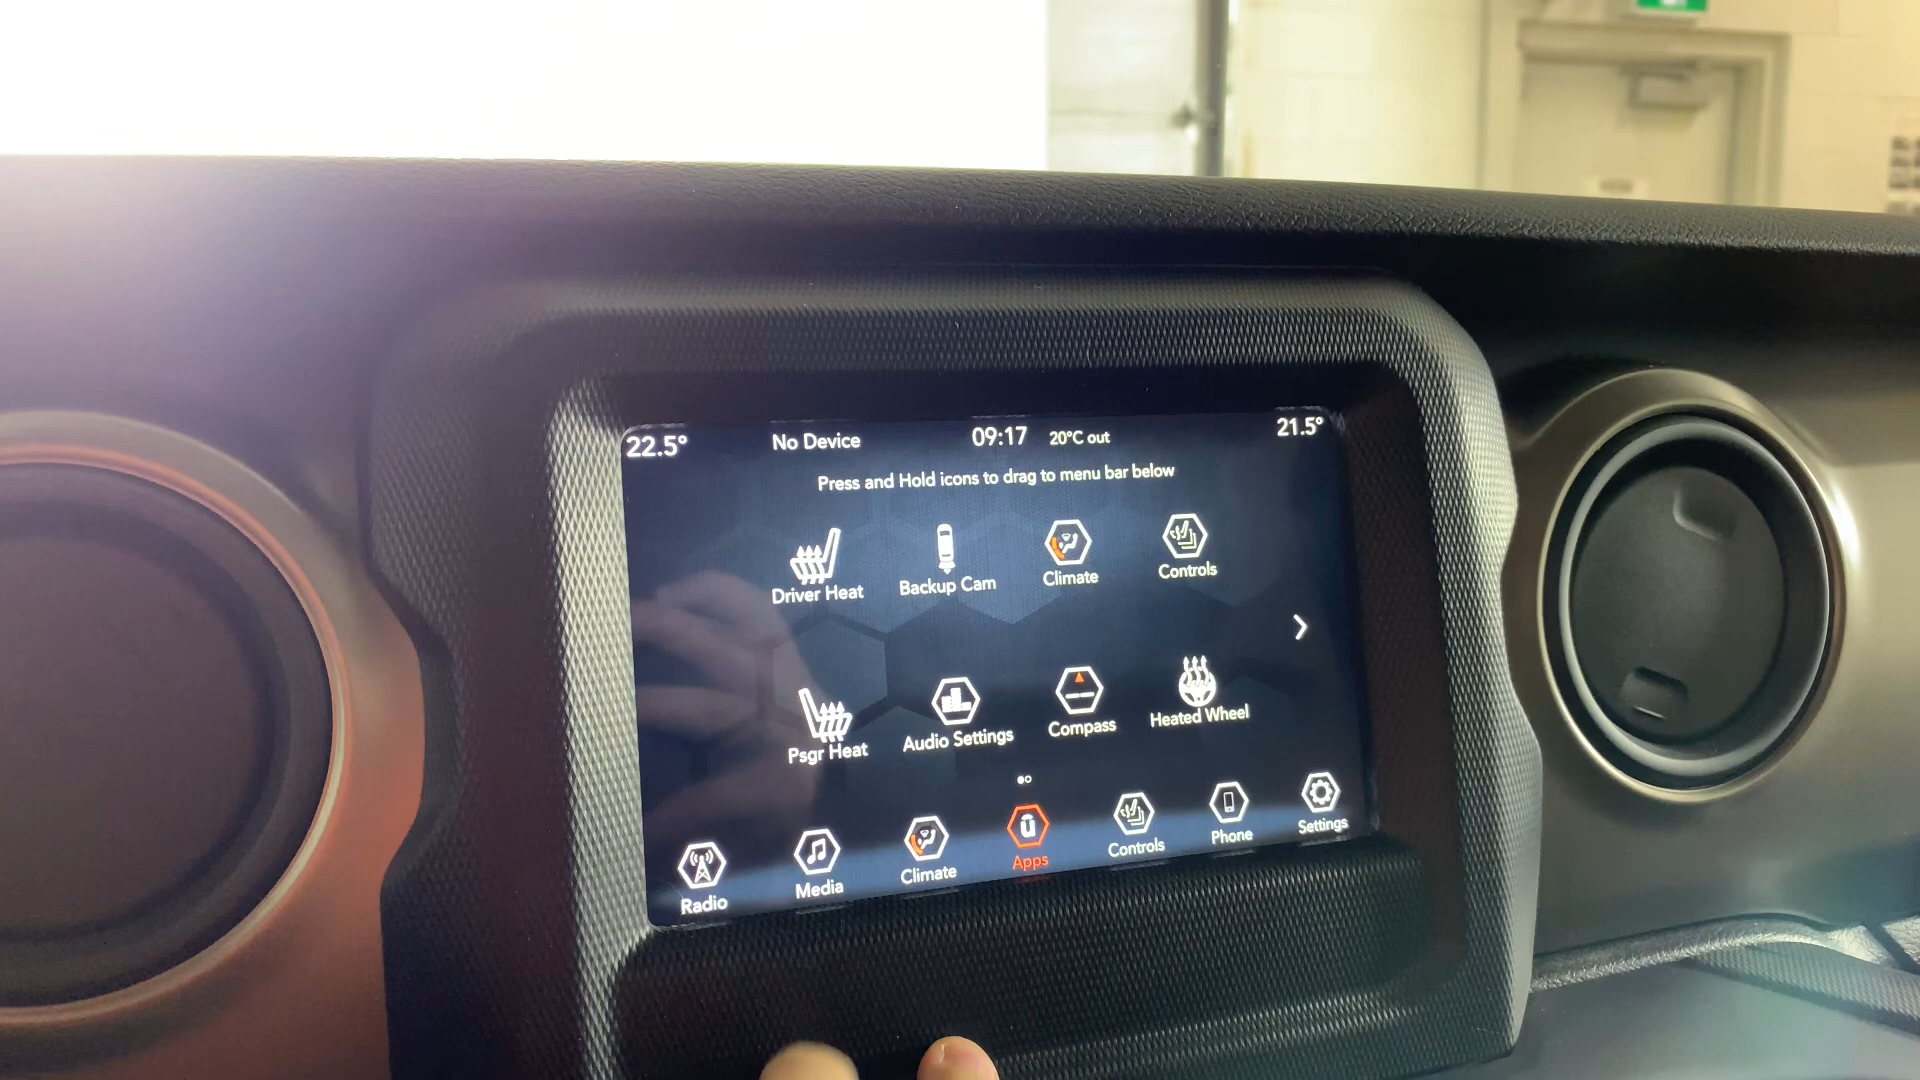 22.5° No Device 09:17 20°C out 21.5°
Press and Hold icons to drag to menu bar below
Driver Heat Backup Cam Climate Controls
Psgr Heat Audio Settings Compass Heated Wheel
Radio Media Climate Apps Controls Phone Settings